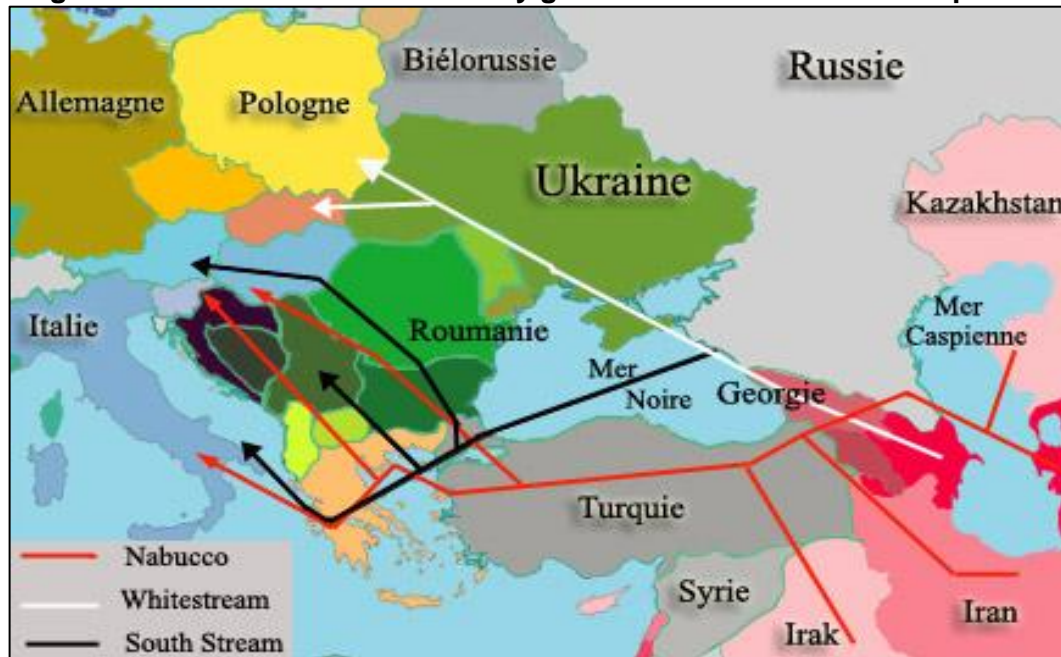 Biélorussie
Russie
Allemagne
Pologne
Ukraine
Kazakhstan
Mer
Caspienne
Italie
Roumanie
Mer
Noire
Georgie
Turquie
Syrie
Irak
Iran
Nabucco
Whitestream
South Stream